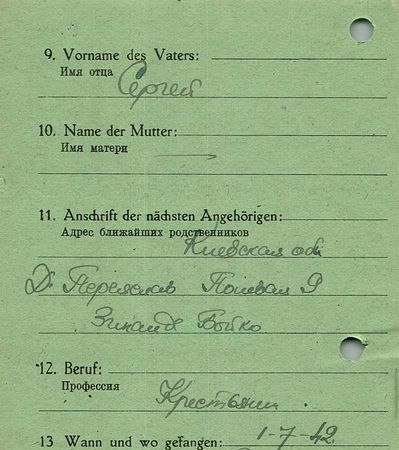 9. Vorname des Vaters:
Имя отца
Сергей
10. Name der Mutter:
Имя матери
11. Anschrift der nächsten Angehörigen:
Адрес ближайших родственников
Киевская обл
Переяслав Полевая 9
Бойко
12. Beruf:
Профессия
Крестьянин
13 Wann und wo gefangen: 1-7-42